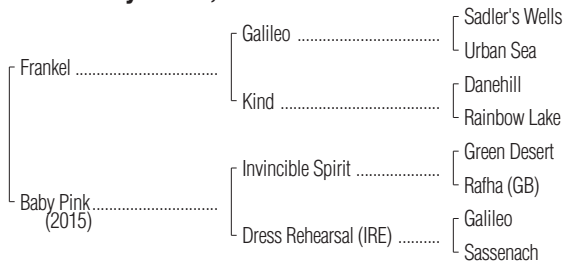 Sadler's Wells
Galileo ....................................
Urban Sea
Frankel ....................................
Danehill
Kind ........................................
Rainbow Lake
Green Desert
Invincible Spirit .....................
Rafha (GB)
Baby Pink................................
(2015)
Galileo
Dress Rehearsal (IRE) ..........
Sassenach